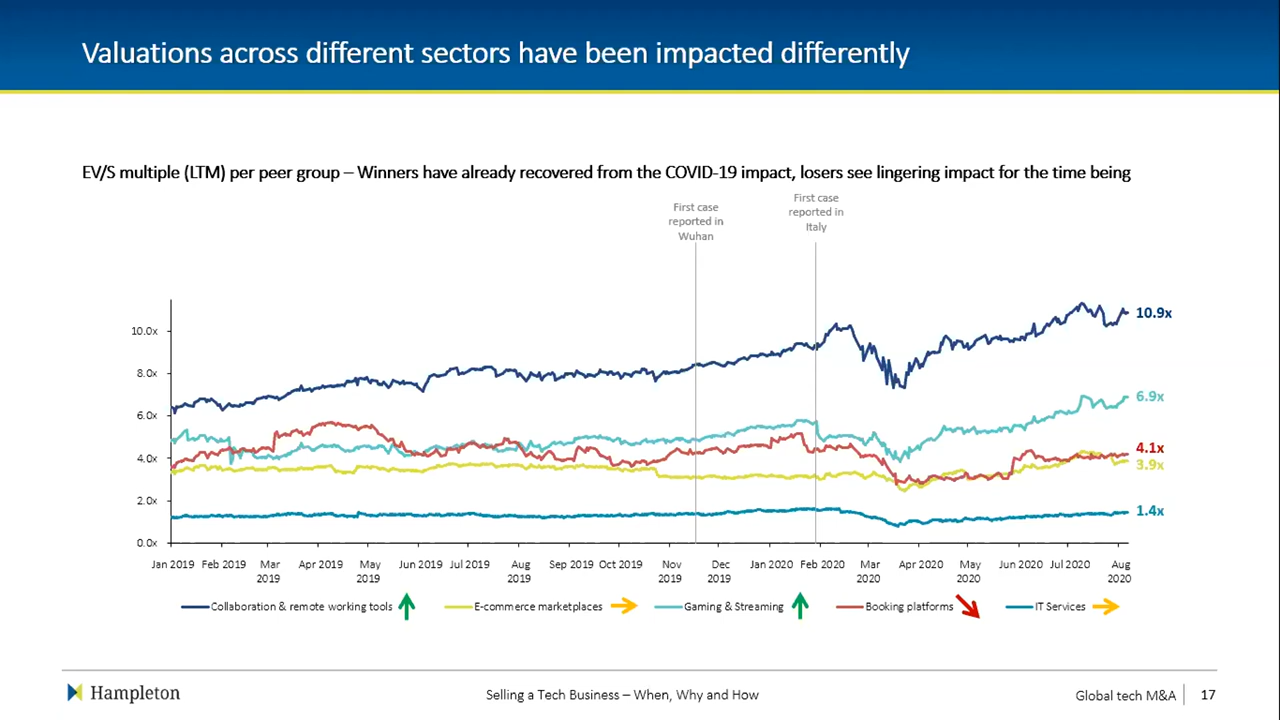 Valuations across different sectors have been impacted differently
EV/S multiple (LTM) per peer group – Winners have already recovered from the COVID-19 impact, losers see lingering impact for the time being
First case
reported in
Wuhan
First case
reported in
Italy
10.0x
8.0x
6.0x
4.0x
2.0x
0.0x
10.9x
6.9x
4.1x
3.9x
1.4x
Jan 2019 Feb 2019 Mar 2019 Apr 2019 May 2019 Jun 2019 Jul 2019 Aug 2019 Sep 2019 Oct 2019 Nov 2019 Dec 2019 Jan 2020 Feb 2020 Mar 2020 Apr 2020 May 2020 Jun 2020 Jul 2020 Aug 2020
Collaboration & remote working tools E-commerce marketplaces Gaming & Streaming Booking platforms IT Services
Hampleton Selling a Tech Business – When, Why and How Global tech M&A 17